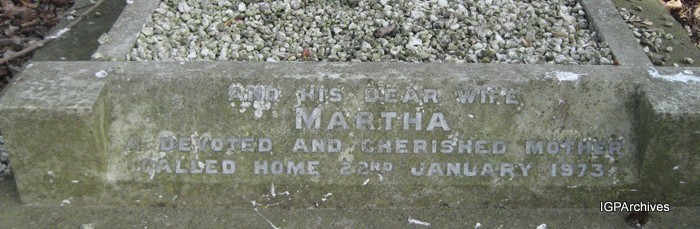 AND HIS DEAR WIFE
MARTHA
A DEVOTED AND CHERISHED MOTHER
CALLED HOME 22ND JANUARY 1973
IGPArchives